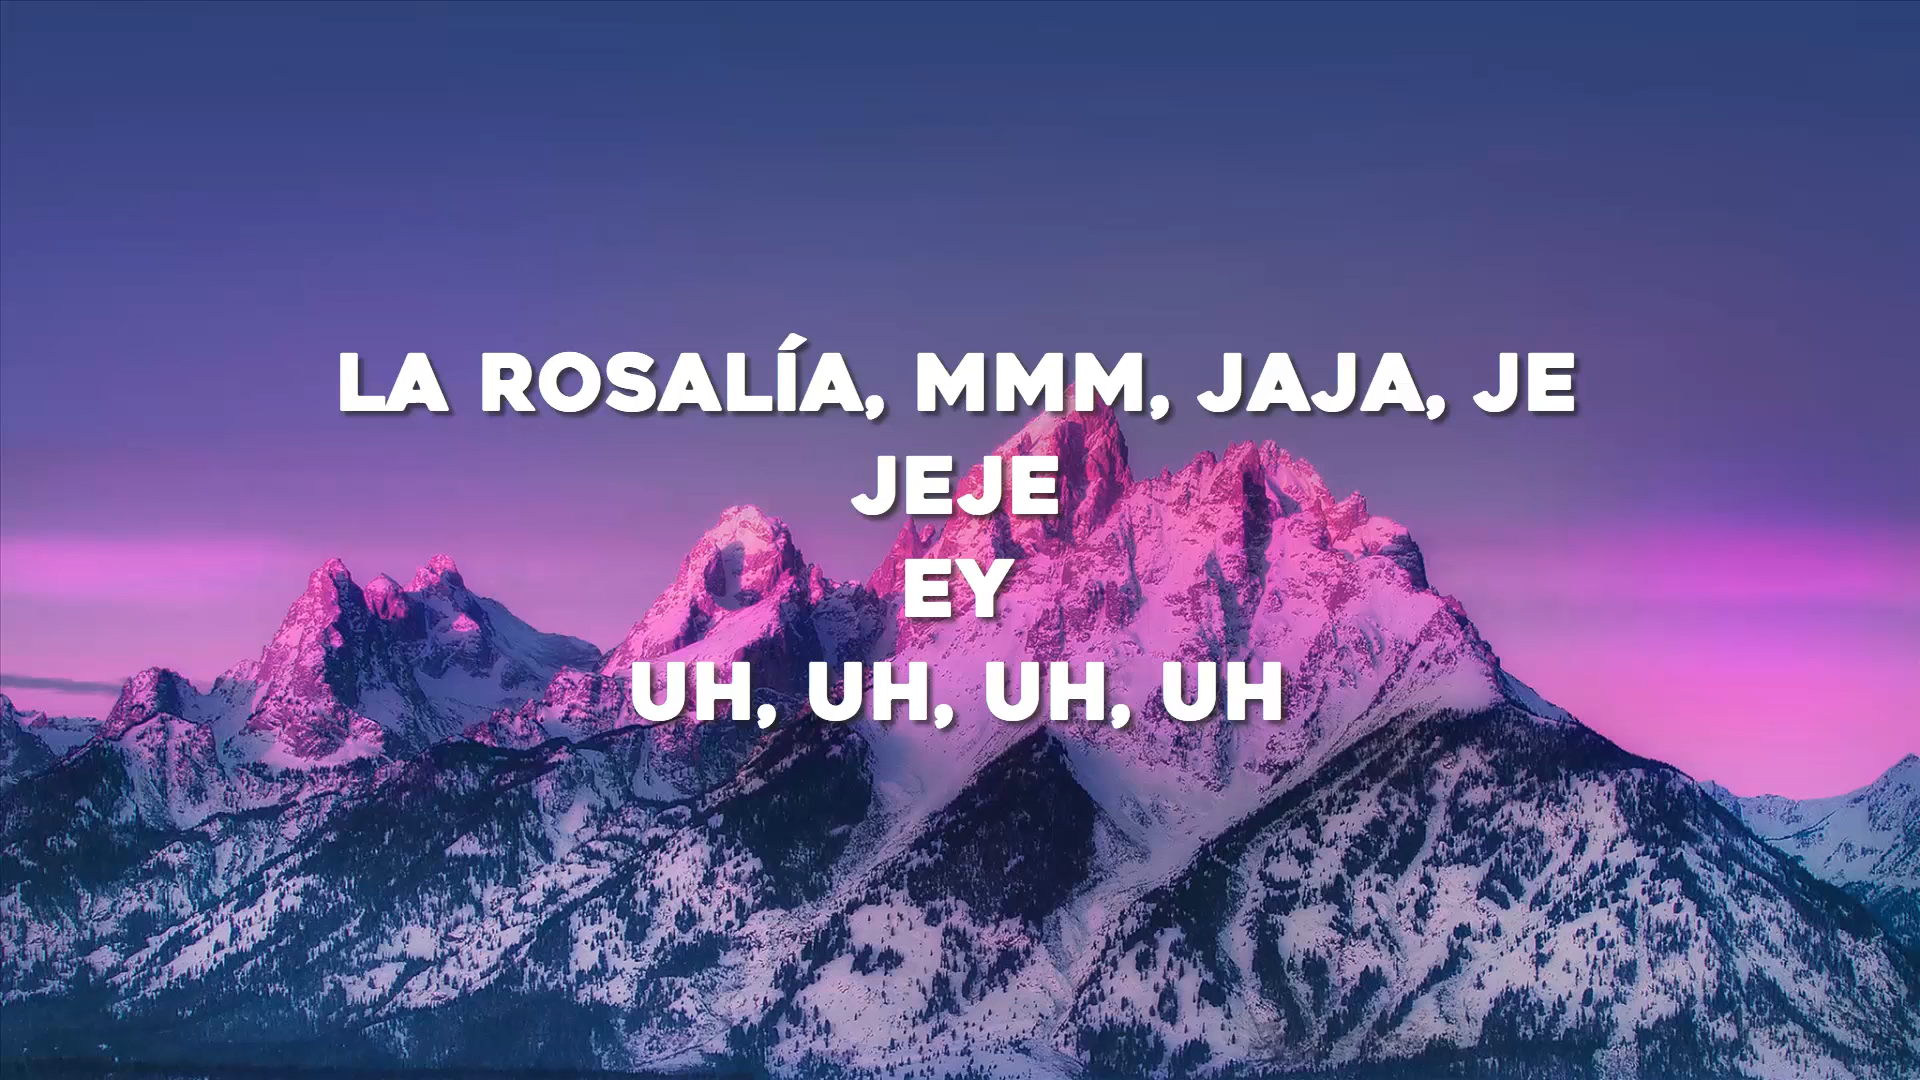 LA ROSALÍA, MMM, JAJA, JE
JEJE
EY
UH, UH, UH, UH